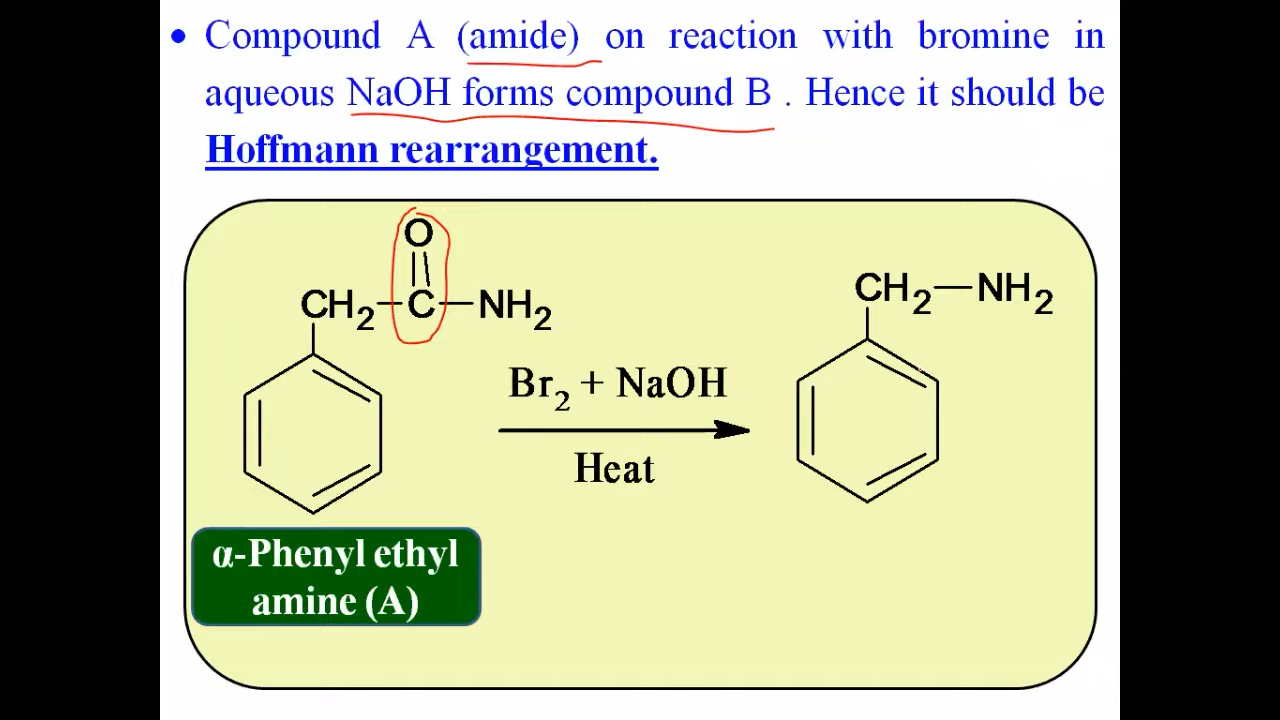 • Compound A (amide) on reaction with bromine in
aqueous NaOH forms compound B . Hence it should be
Hoffmann rearrangement.
O
CH2-C-NH2
CH2-NH2
Br2 + NaOH
Heat
α-Phenyl ethyl
amine (A)